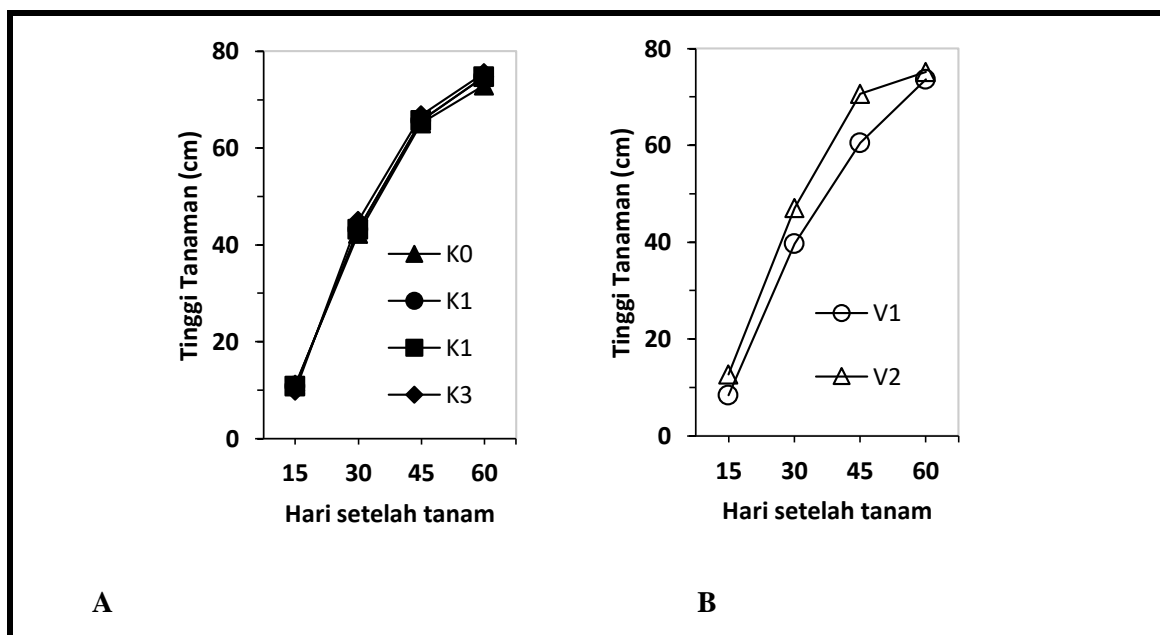 Tinggi Tanaman (cm)
80
60
40
20
0
15 30 45 60
Hari setelah tanam
K0
K1
K1
K3
A
Tinggi Tanaman (cm)
80
60
40
20
0
15 30 45 60
Hari setelah tanam
V1
V2
B